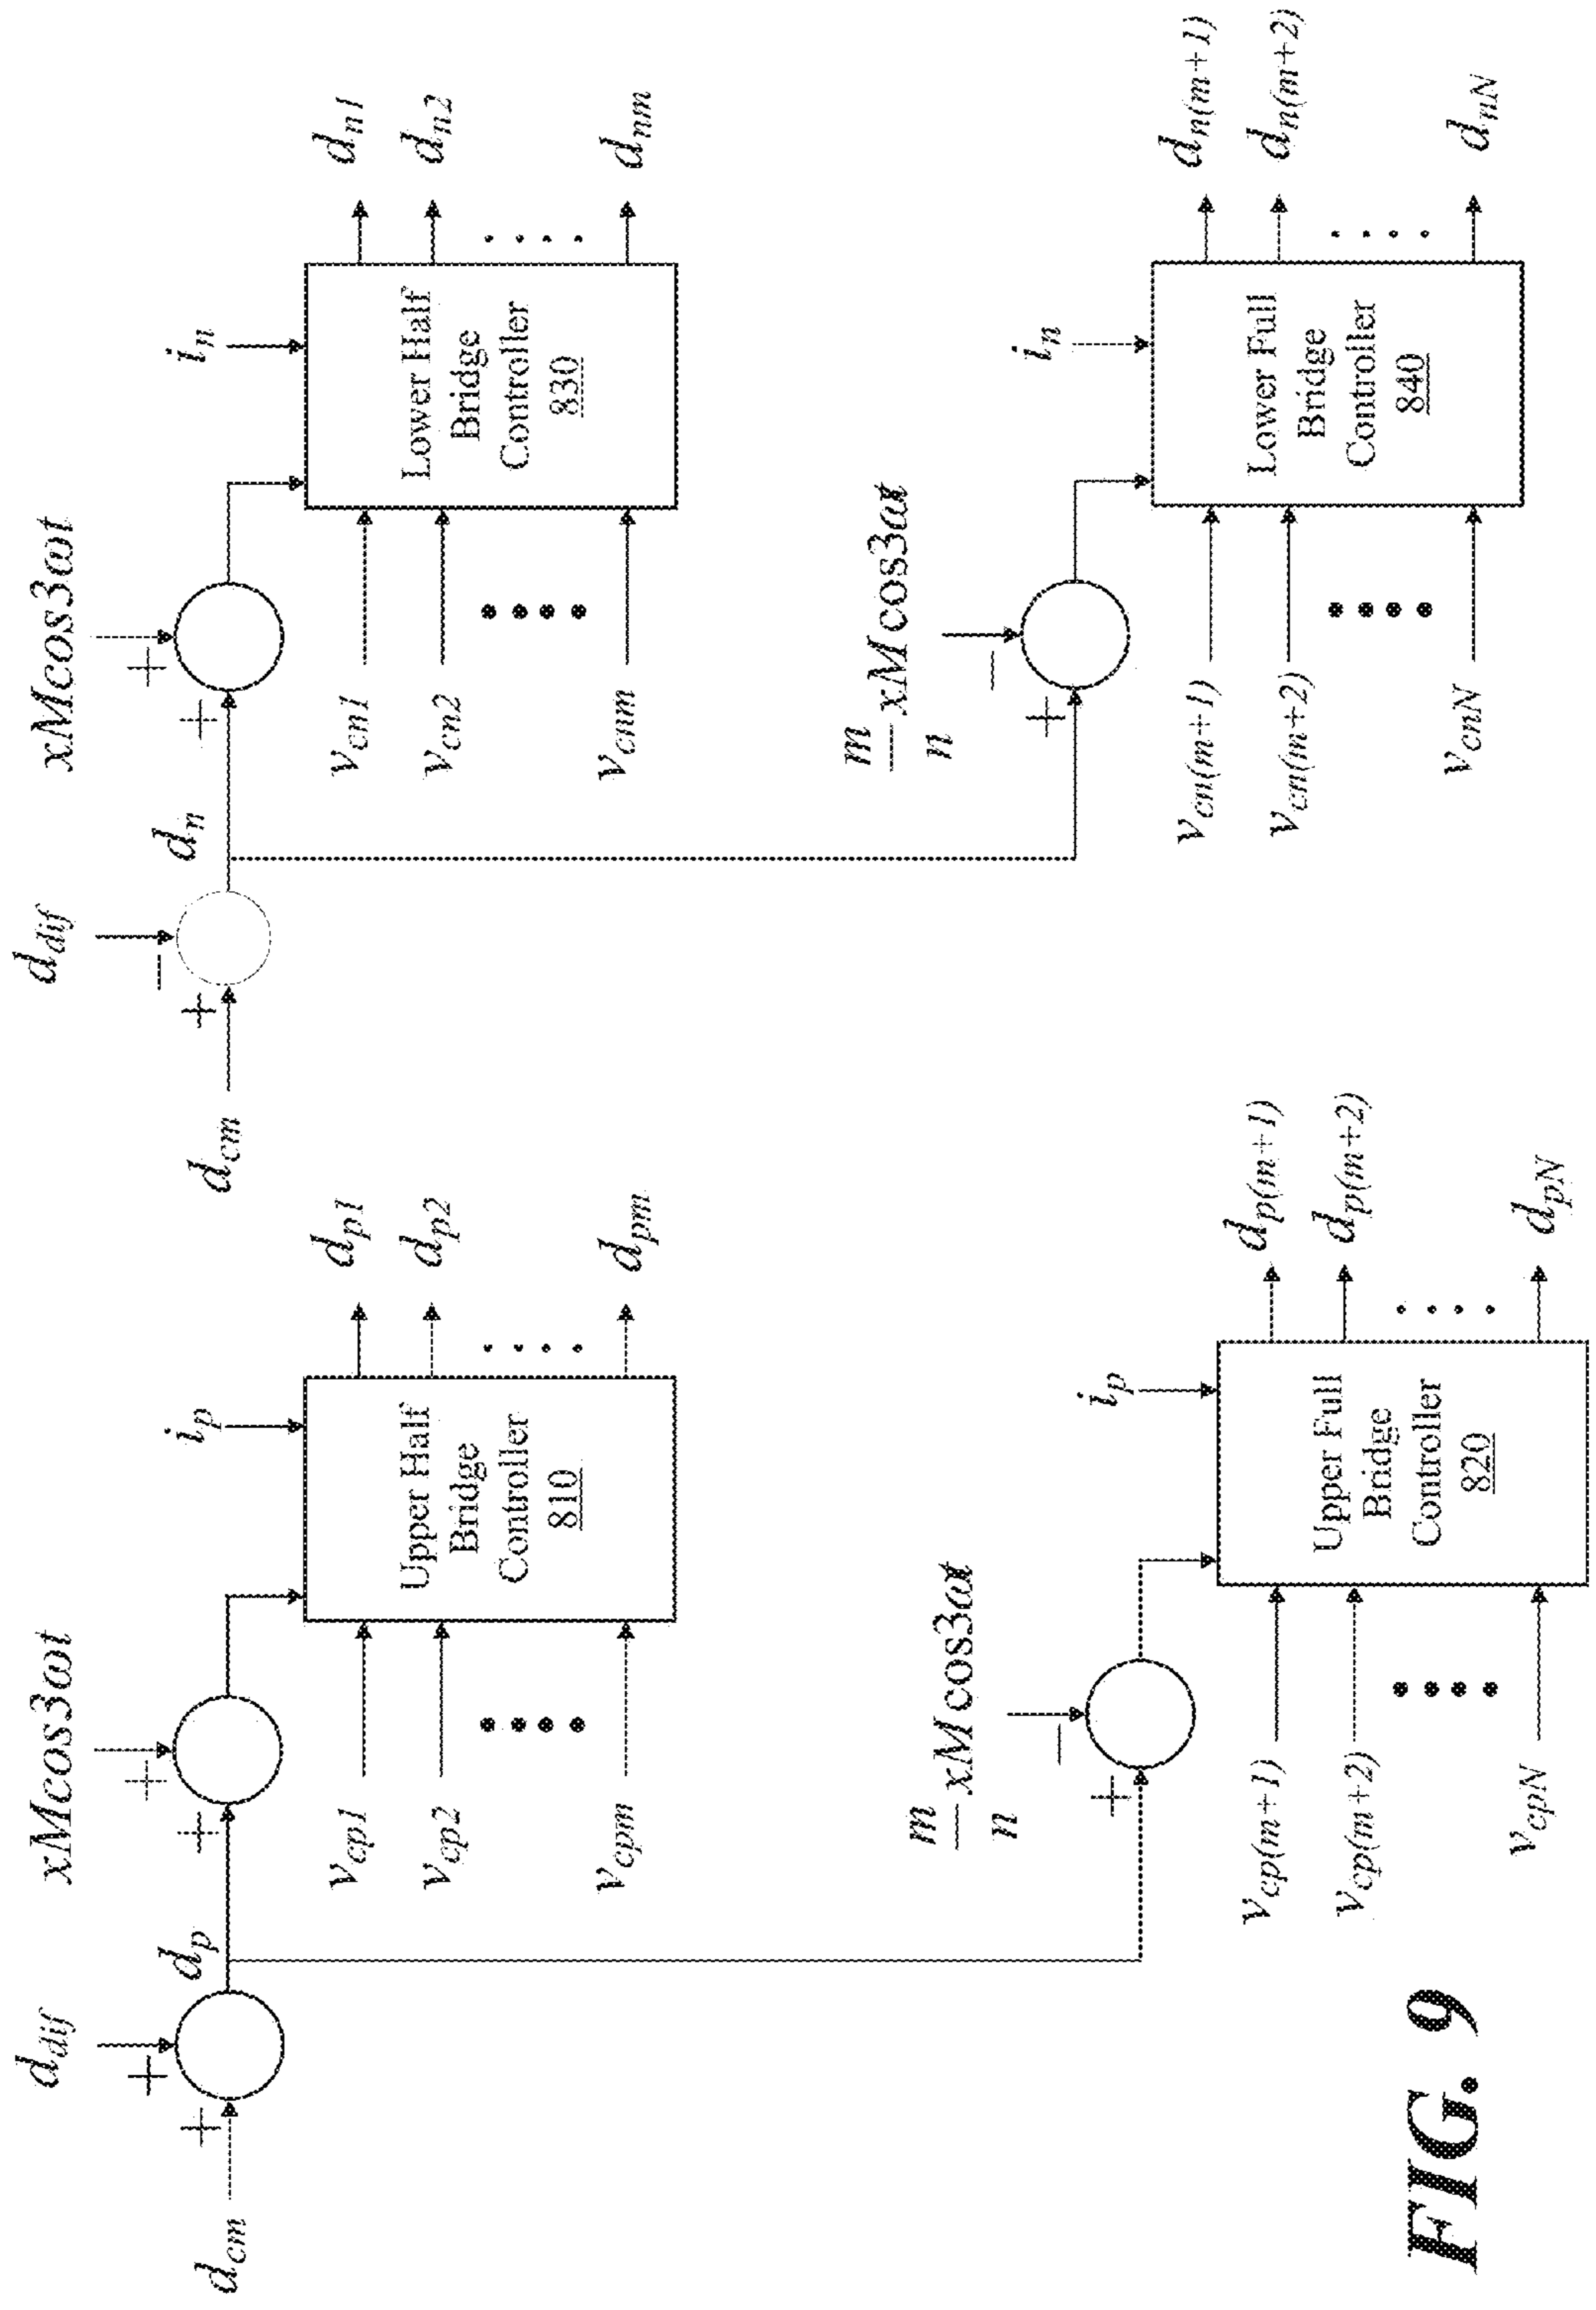 d_dif
xMcos3ωt
d_cm
+
+
d_p
+
+
i_p
v_cp1
v_cp2
v_cpm
Upper Half
Bridge
Controller
810
d_p1
d_p2
d_pm
m/n xMcos3ωt
+
−
i_p
v_cp(m+1)
v_cp(m+2)
v_cpN
Upper Full
Bridge
Controller
820
d_p(m+1)
d_p(m+2)
d_pN
d_dif
xMcos3ωt
d_cm
+
−
d_n
+
+
i_n
v_cn1
v_cn2
v_cnm
Lower Half
Bridge
Controller
830
d_n1
d_n2
d_nm
m/n xMcos3ωt
+
−
i_n
v_cn(m+1)
v_cn(m+2)
v_cnN
Lower Full
Bridge
Controller
840
d_n(m+1)
d_n(m+2)
d_nN
FIG. 9